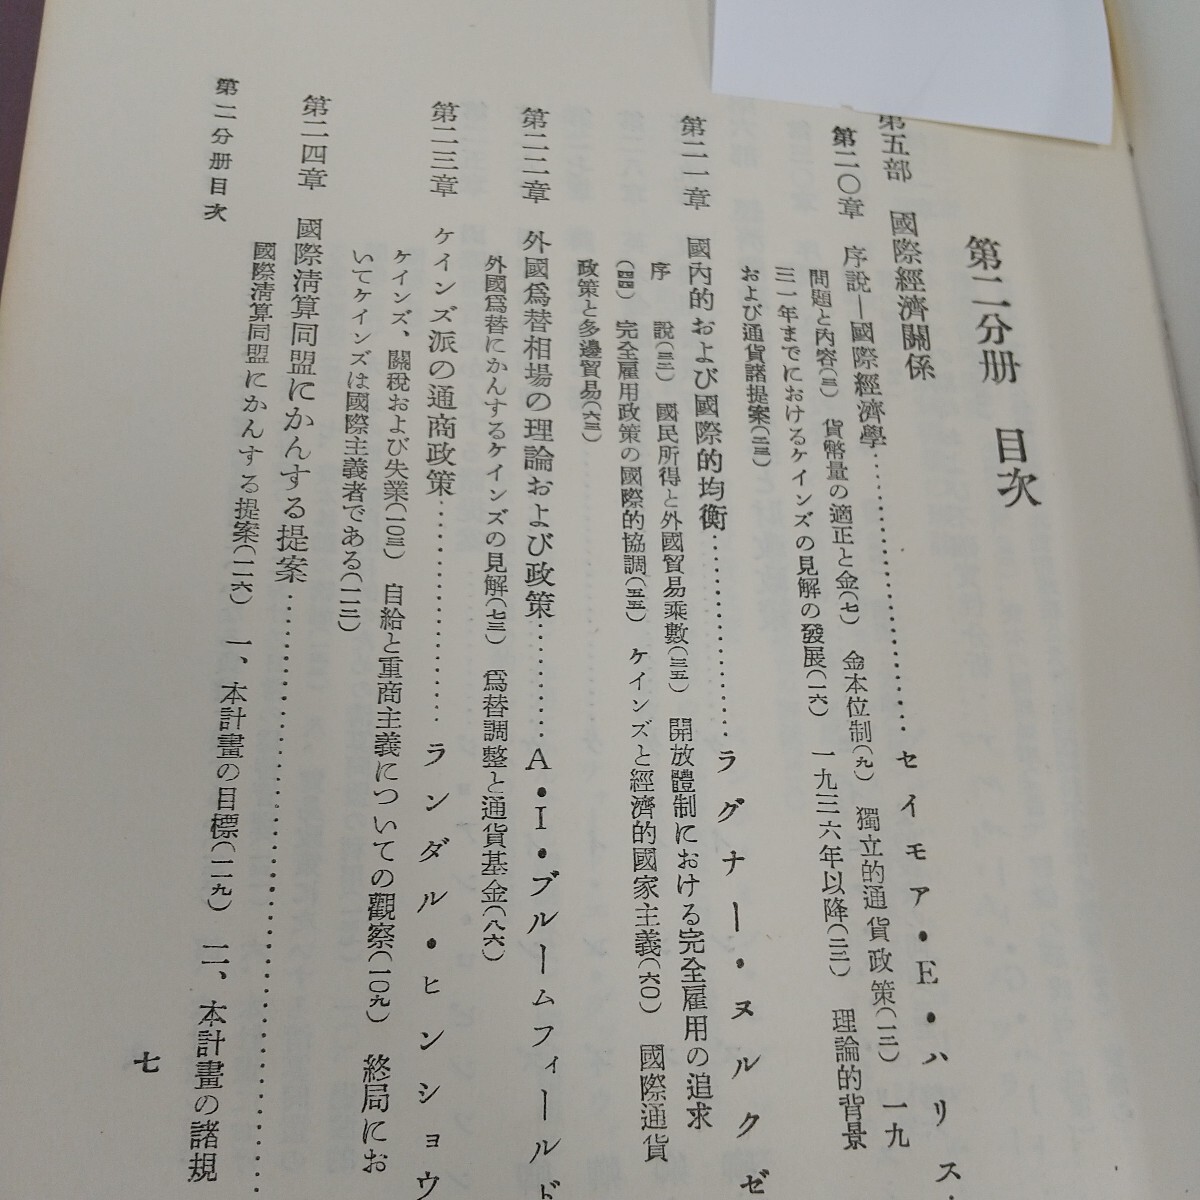 第二分册 目次
第五部 國際經濟關係
第二〇章 序說—國際經濟學……………セイモア・E・ハリス
問題と內容(三) 貨幣量の適正と金(七) 金本位制(九) 獨立的通貨政策(一三) 一九
三一年までにおけるケインズの見解の發展(一六) 一九三六年以降(二二) 理論的背景
および通貨諸提案(二三)
第二一章 國內的および國際的均衡……………ラグナー・ヌルクゼ
序 說(三二) 國民所得と外國貿易乘數(三五) 開放體制における完全雇用の追求
(四四) 完全雇用政策の國際的協調(五五) ケインズと經濟的國家主義(六〇) 國際通貨
政策と多邊貿易(六三)
第二二章 外國爲替相場の理論および政策……………A・I・ブルームフィールド
外國爲替にかんするケインズの見解(七三) 爲替調整と通貨基金(八六)
第二三章 ケインズ派の通商政策……………ランダル・ヒンショウ
ケインズ、關稅および失業(一〇三) 自給と重商主義についての觀察(一〇九) 終局にお
いてケインズは國際主義者である(一一二)
第二四章 國際淸算同盟にかんする提案……………
國際淸算同盟にかんする提案(一一六) 一、本計畫の目標(一一九) 二、本計畫の諸規
第二分册目次
七